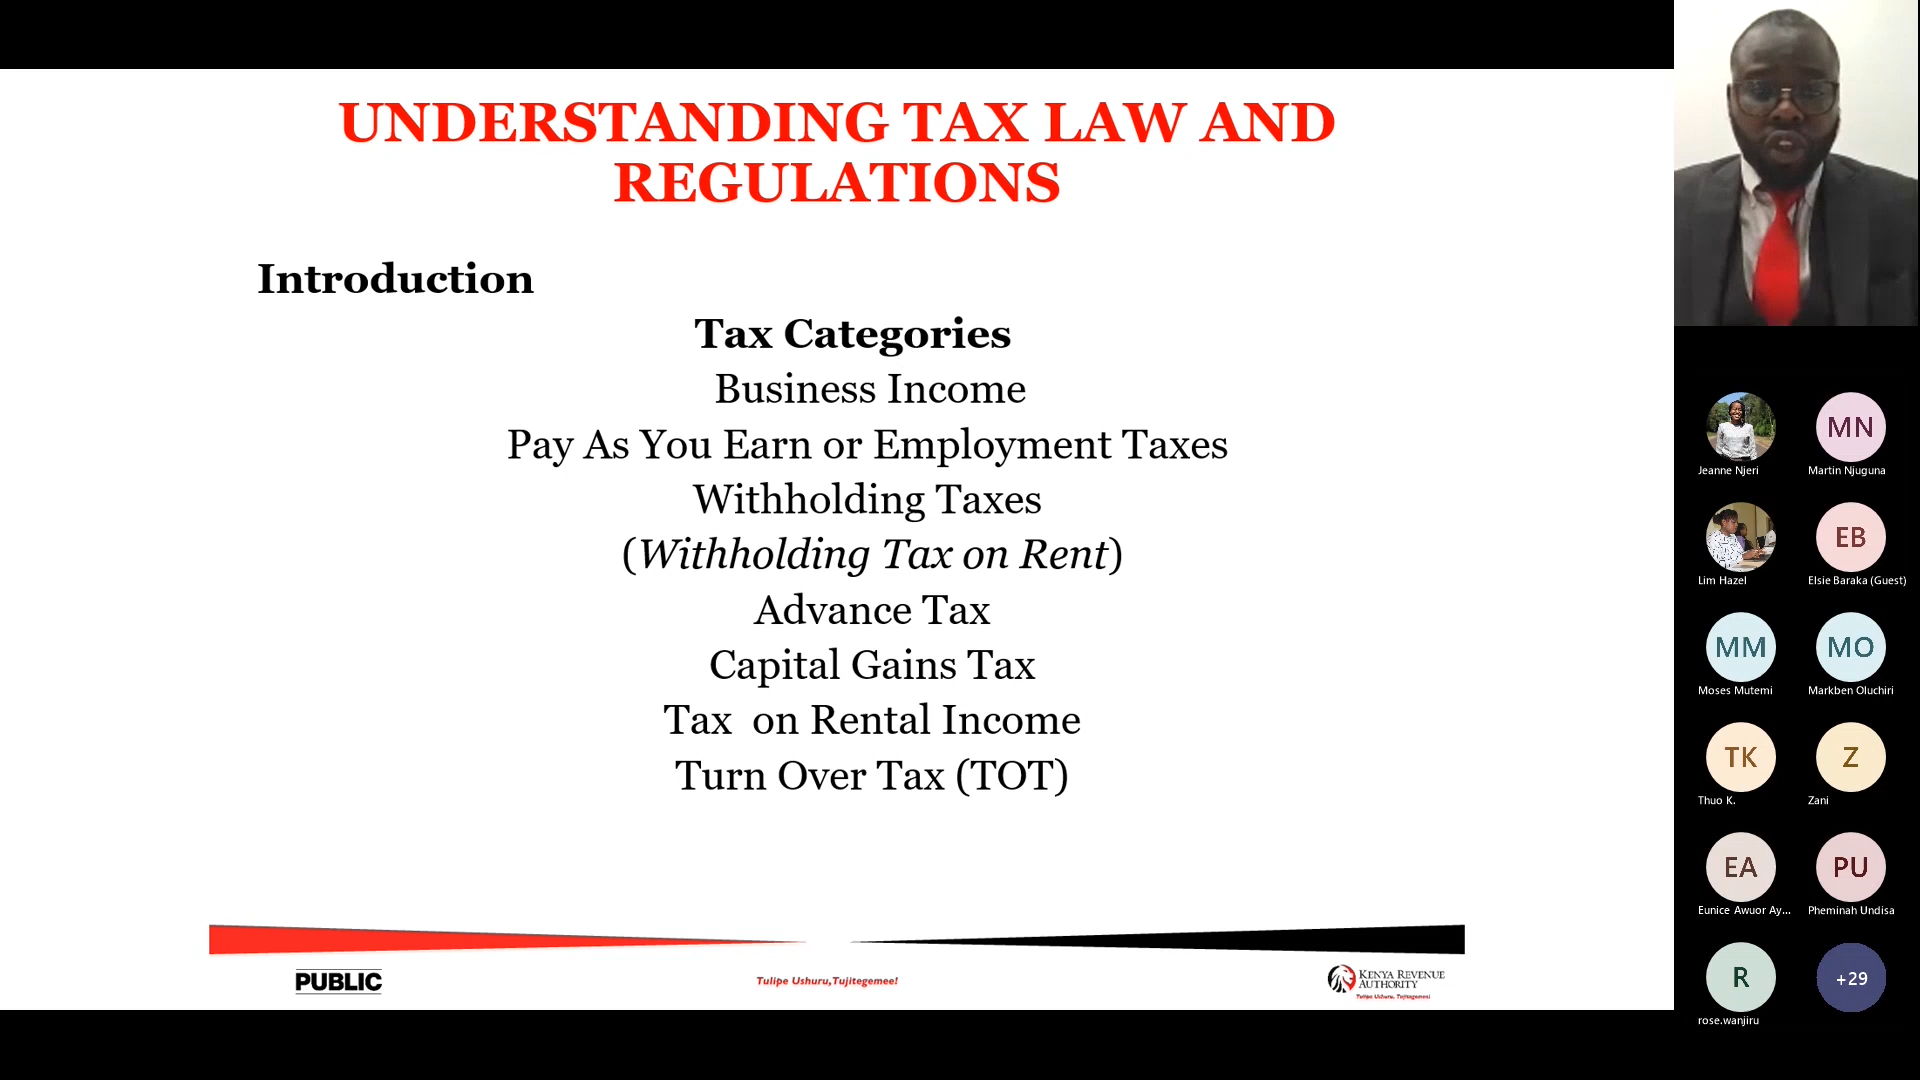 UNDERSTANDING TAX LAW AND
REGULATIONS
Introduction
Tax Categories
Business Income
Pay As You Earn or Employment Taxes
Withholding Taxes
(Withholding Tax on Rent)
Advance Tax
Capital Gains Tax
Tax  on Rental Income
Turn Over Tax (TOT)
PUBLIC
Tulipe Ushuru,Tujitegemee!
KENYA REVENUE
AUTHORITY
Tulipe Ushuru, Tujitegemee!
Jeanne Njeri
MN
Martin Njuguna
Lim Hazel
EB
Elsie Baraka (Guest)
MM
Moses Mutemi
MO
Markben Oluchiri
TK
Thuo K.
Z
Zani
EA
Eunice Awuor Ay...
PU
Pheminah Undisa
R
rose.wanjiru
+29